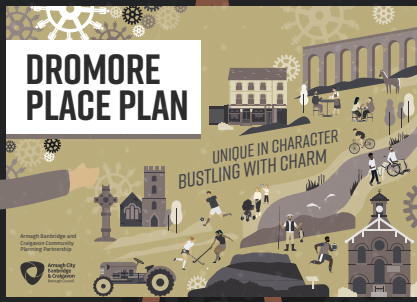 DROMORE
PLACE PLAN
UNIQUE IN CHARACTER
BUSTLING WITH CHARM
Armagh Banbridge and
Craigavon Community
Planning Partnership
Armagh City
Banbridge
& Craigavon
Borough Council